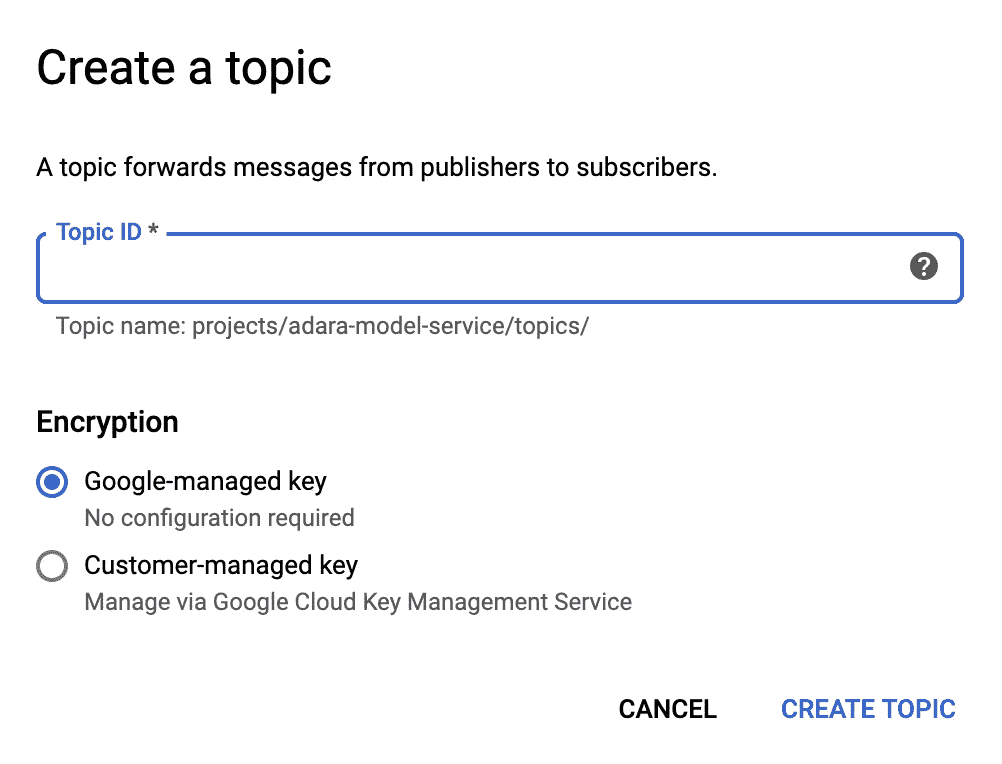 Create a topic
A topic forwards messages from publishers to subscribers.
Topic ID *
?
Topic name: projects/adara-model-service/topics/
Encryption
Google-managed key
No configuration required
Customer-managed key
Manage via Google Cloud Key Management Service
CANCEL CREATE TOPIC